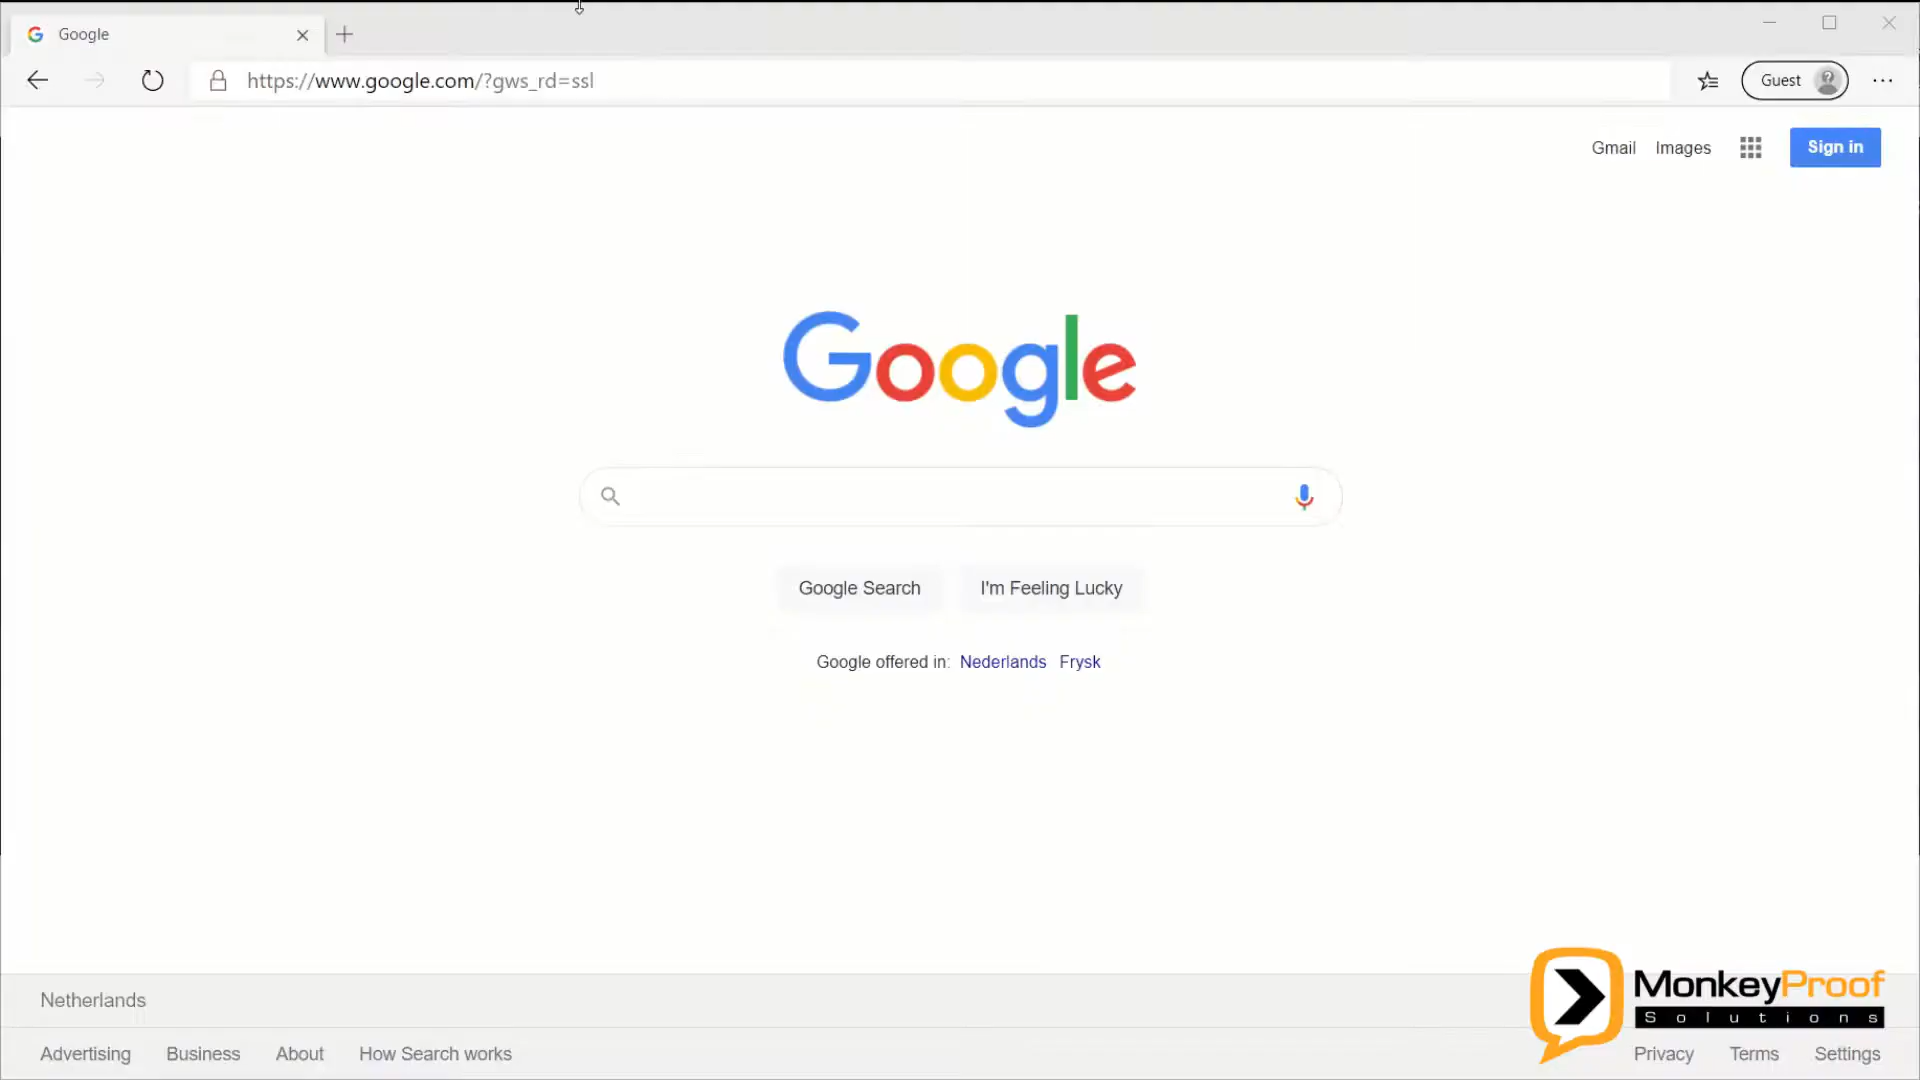 Google
https://www.google.com/?gws_rd=ssl
Guest
Gmail Images Sign in
Google
Google Search I'm Feeling Lucky
Google offered in: Nederlands Frysk
Netherlands
MonkeyProof
Solutions
Advertising Business About How Search works Privacy Terms Settings